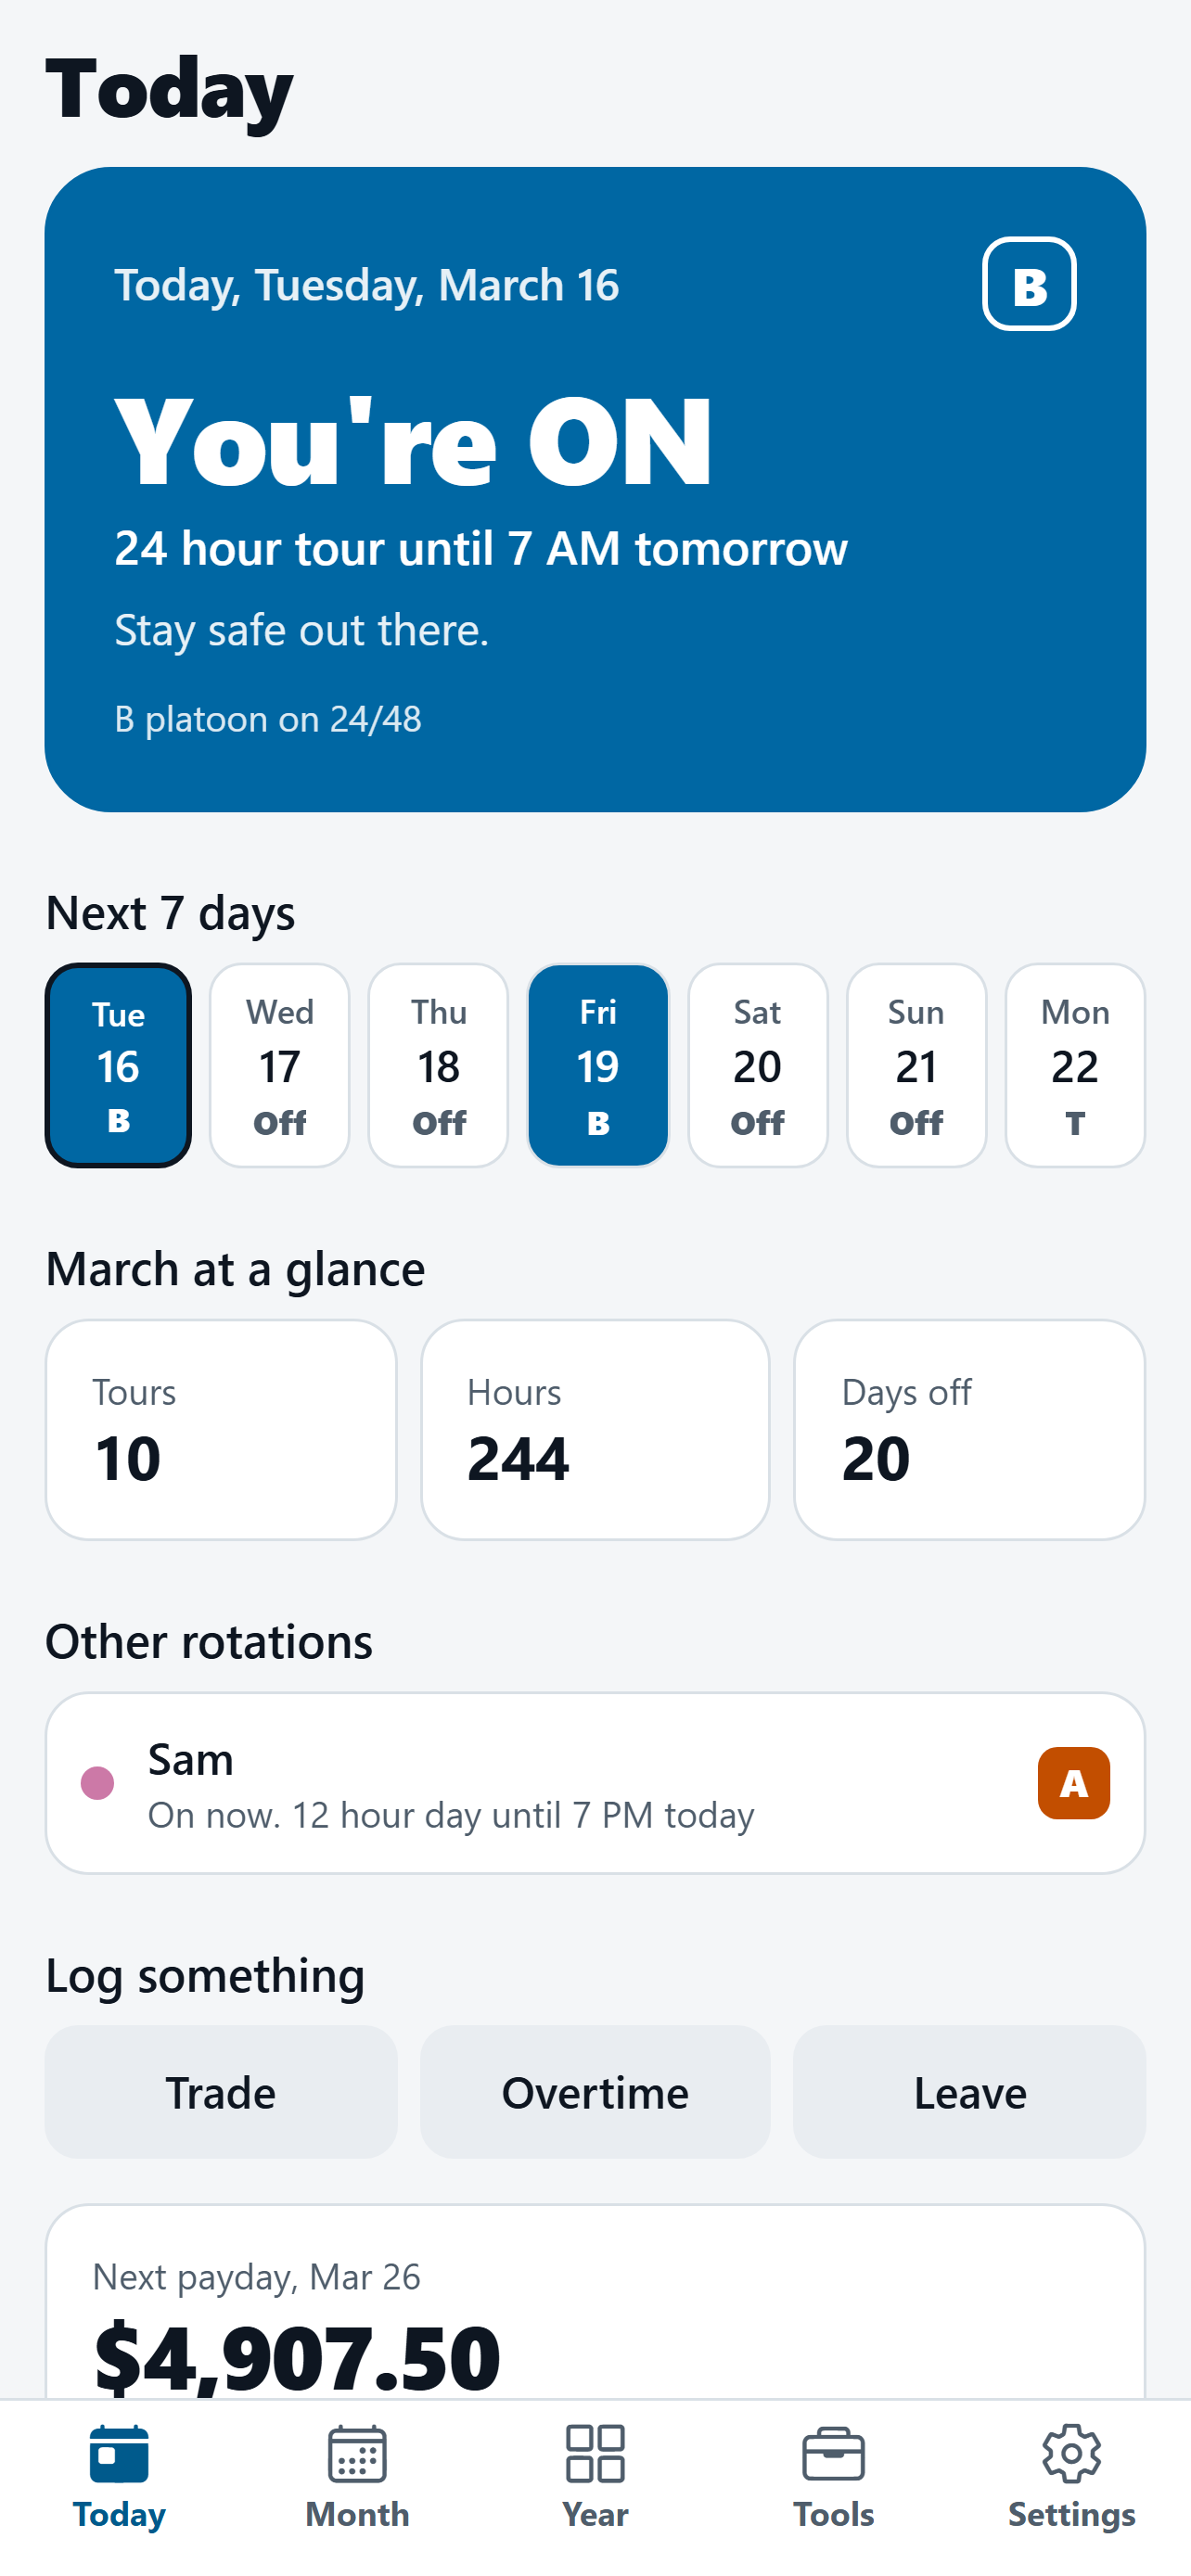 Today
Today, Tuesday, March 16
B
You're ON
24 hour tour until 7 AM tomorrow
Stay safe out there.
B platoon on 24/48
Next 7 days
Tue Wed Thu Fri Sat Sun Mon
16 17 18 19 20 21 22
B Off Off B Off Off T
March at a glance
Tours Hours Days off
10 244 20
Other rotations
Sam
On now. 12 hour day until 7 PM today
A
Log something
Trade Overtime Leave
Next payday, Mar 26
$4,907.50
Today Month Year Tools Settings